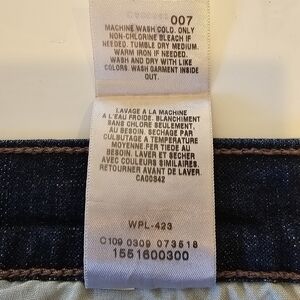 007
MACHINE WASH COLD. ONLY
NON-CHLORINE BLEACH IF
NEEDED. TUMBLE DRY MEDIUM.
WARM IRON IF NEEDED.
WASH AND DRY WITH LIKE
COLORS. WASH GARMENT INSIDE
OUT.
LAVAGE A LA MACHINE
A L'EAU FROIDE. BLANCHIMENT
SANS CHLORE SEULEMENT,
AU BESOIN. SECHAGE PAR
CULBUTAGE A TEMPERATURE
MOYENNE.FER TIEDE AU
BESOIN. LAVER ET SECHER
AVEC COULEURS SIMILAIRES.
RETOURNER AVANT DE LAVER.
CA00342
WPL-423
C109 0309 073518
1551600300